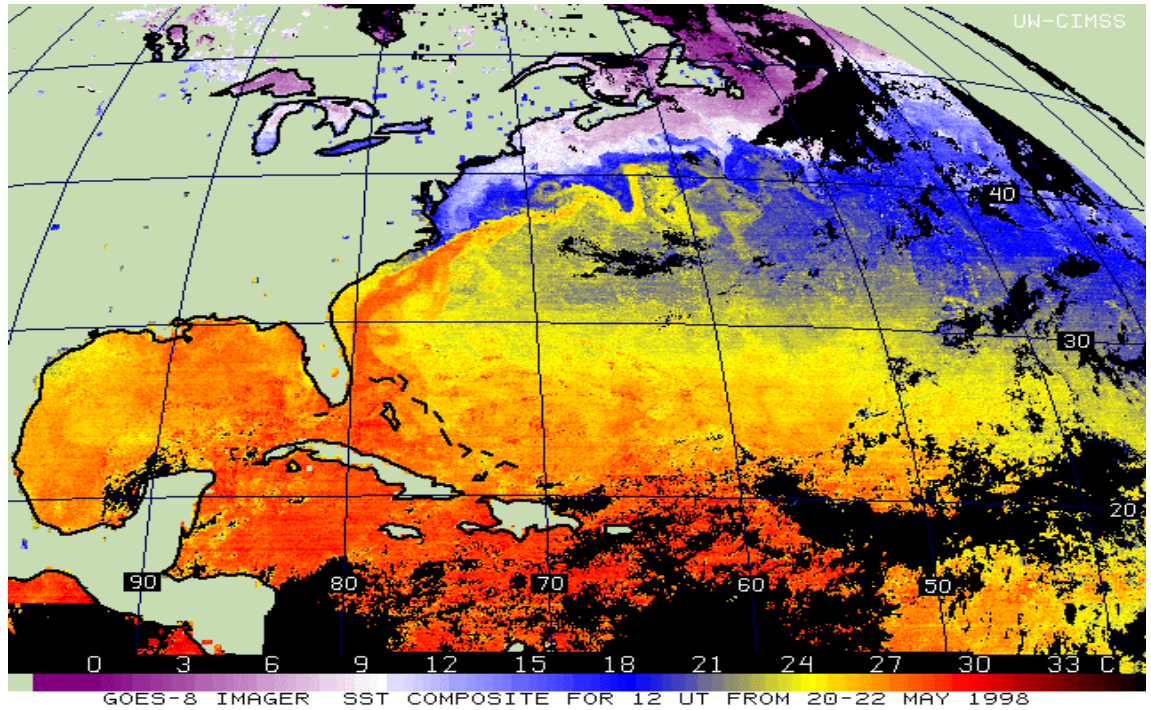 UW-CIMSS
40
30
20
90 80 70 60 50
0 3 6 9 12 15 18 21 24 27 30 33 C
GOES-8 IMAGER SST COMPOSITE FOR 12 UT FROM 20-22 MAY 1998